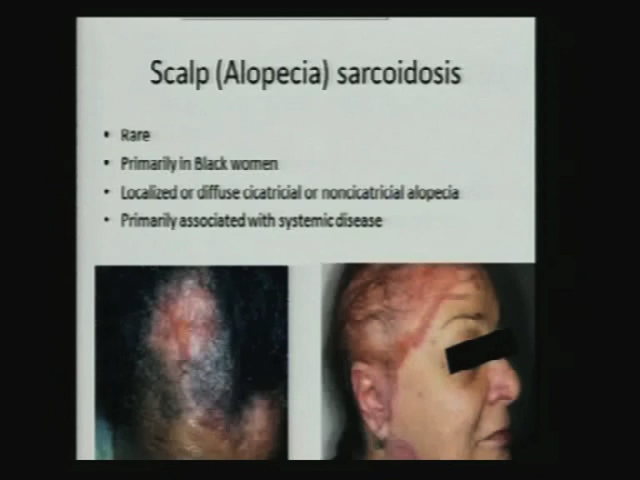 Scalp (Alopecia) sarcoidosis
• Rare
• Primarily in Black women
• Localized or diffuse cicatricial or noncicatricial alopecia
• Primarily associated with systemic disease